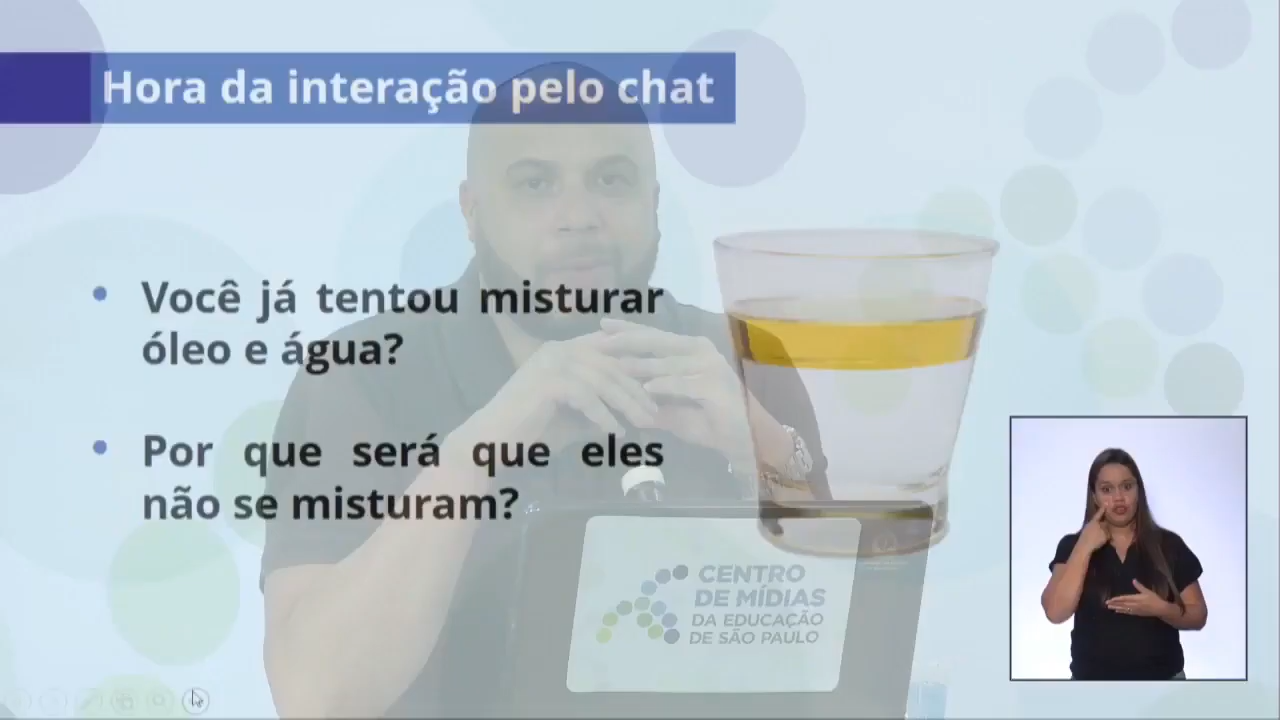 Hora da interação pelo chat
Você já tentou misturar
óleo e água?
Por que será que eles
não se misturam?
CENTRO
DE MÍDIAS
DA EDUCAÇÃO
DE SÃO PAULO